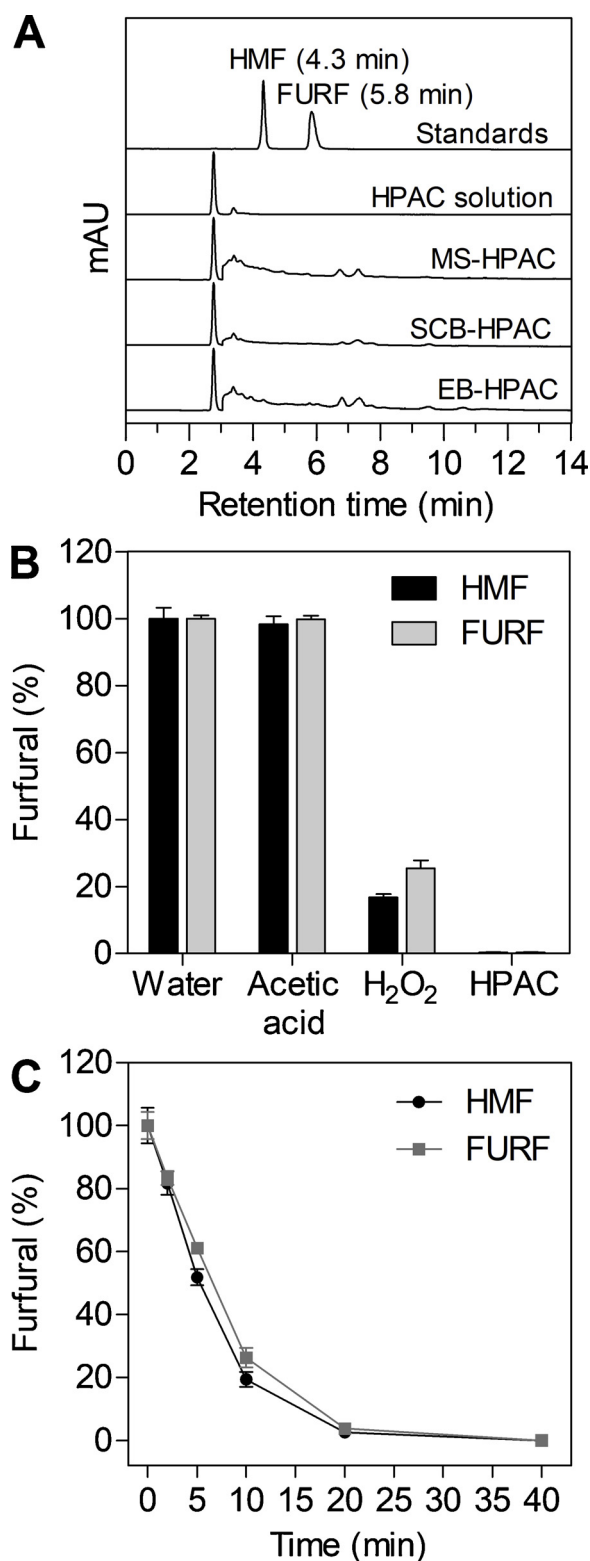 A
HMF (4.3 min)
FURF (5.8 min)
Standards
HPAC solution
MS-HPAC
SCB-HPAC
EB-HPAC
mAU
0 2 4 6 8 10 12 14
Retention time (min)
B
120
100
80
60
40
20
0
Furfural (%)
HMF
FURF
Water
Acetic
acid
H₂O₂
HPAC
C
120
100
80
60
40
20
0
Furfural (%)
HMF
FURF
0 5 10 15 20 25 30 35 40
Time (min)